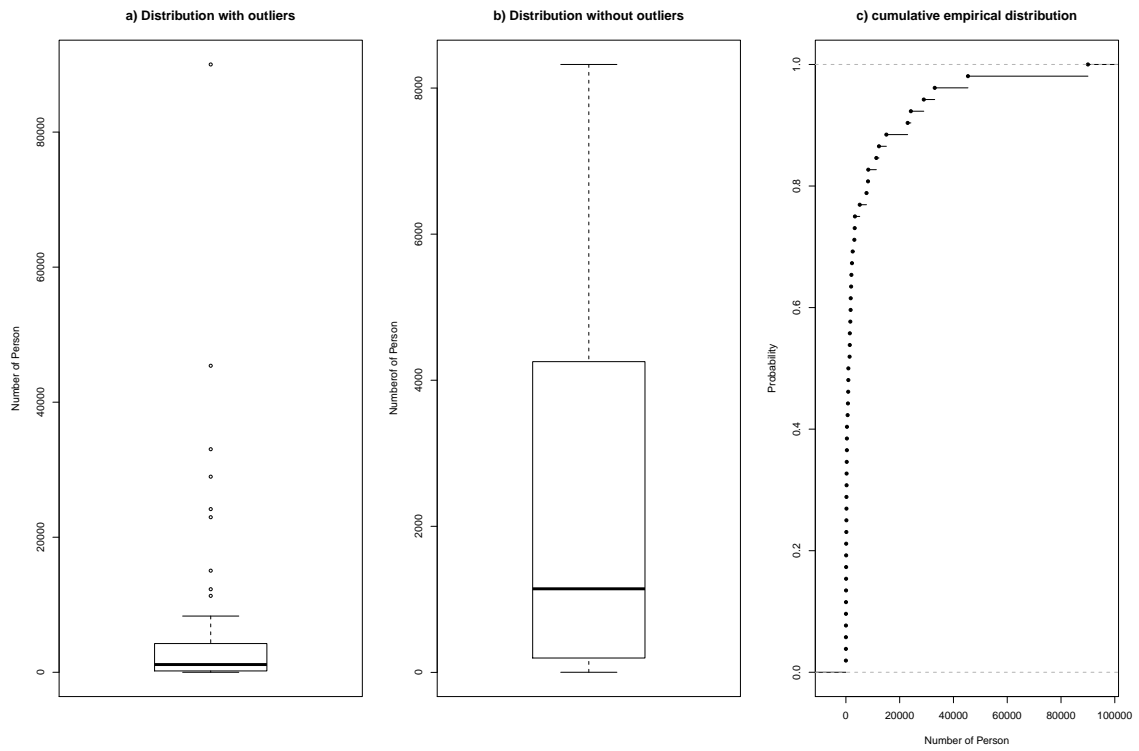 a) Distribution with outliers
Number of Person
0
20000
40000
60000
80000
b) Distribution without outliers
Numberof of Person
0
2000
4000
6000
8000
c) cumulative empirical distribution
Probability
0.0
0.2
0.4
0.6
0.8
1.0
0 20000 40000 60000 80000 100000
Number of Person